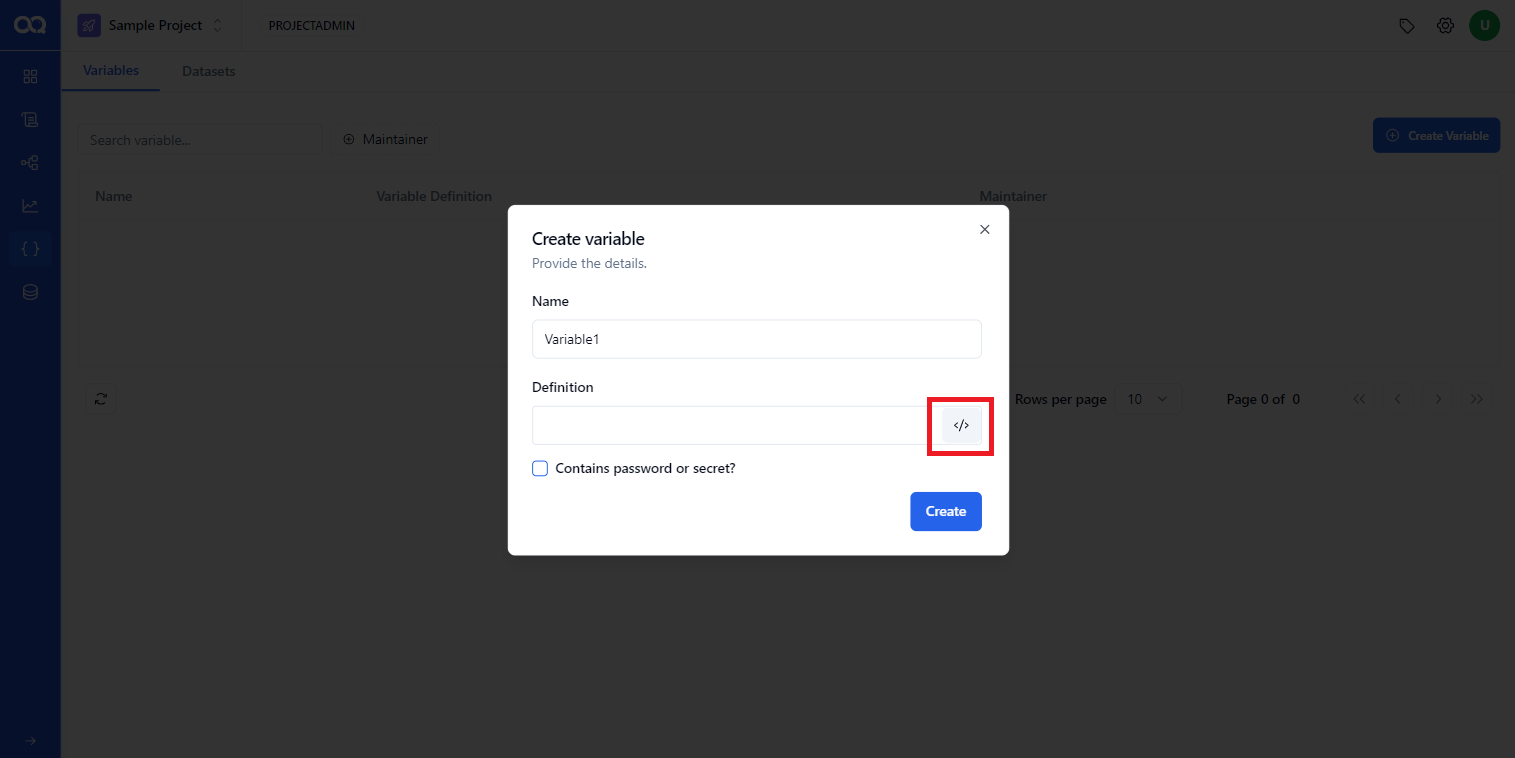 Sample Project
PROJECTADMIN
U
Variables
Datasets
Search variable...
Maintainer
Create Variable
Name
Variable Definition
Maintainer
Create variable
Provide the details.
Name
Variable1
Definition
</>
Contains password or secret?
Create
Rows per page
10
Page 0 of 0